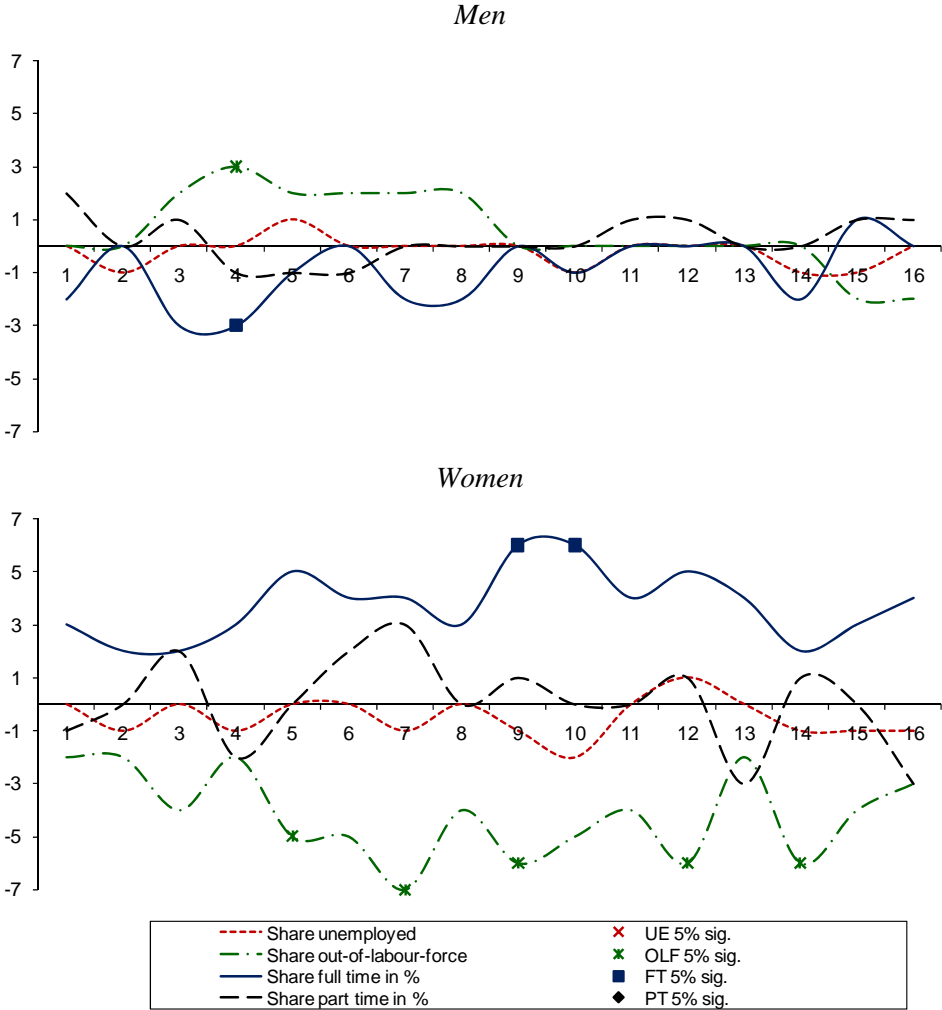 Men
7
5
3
1
-1
-3
-5
-7
1 2 3 4 5 6 7 8 9 10 11 12 13 14 15 16
Women
7
5
3
1
-1
-3
-5
-7
1 2 3 4 5 6 7 8 9 10 11 12 13 14 15 16
Share unemployed UE 5% sig.
Share out-of-labour-force OLF 5% sig.
Share full time in % FT 5% sig.
Share part time in % PT 5% sig.